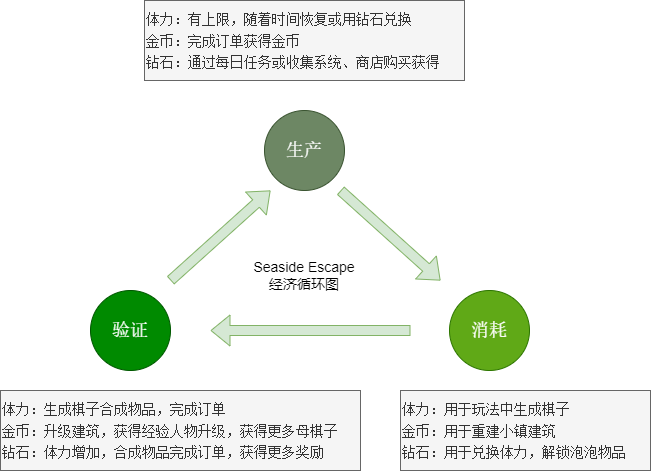 体力：有上限，随着时间恢复或用钻石兑换
金币：完成订单获得金币
钻石：通过每日任务或收集系统、商店购买获得
生产
Seaside Escape
经济循环图
验证
消耗
体力：生成棋子合成物品，完成订单
金币：升级建筑，获得经验人物升级，获得更多母棋子
钻石：体力增加，合成物品完成订单，获得更多奖励
体力：用于玩法中生成棋子
金币：用于重建小镇建筑
钻石：用于兑换体力，解锁泡泡物品